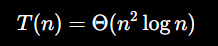 T(n) = Θ(n² log n)